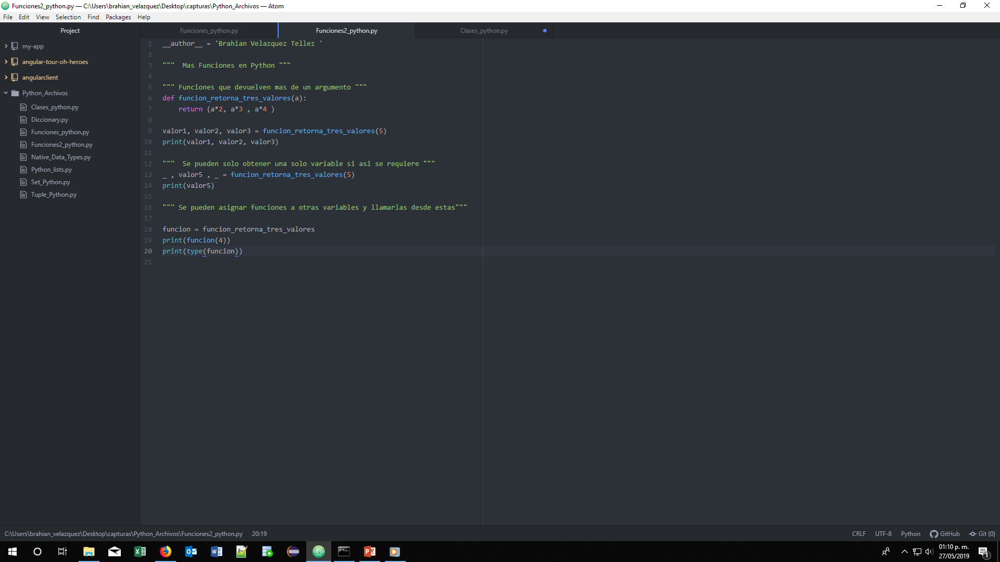 Funciones2_python.py — C:\Users\brahian_velazquez\Desktop\capturas\Python_Archivos — Atom
File Edit View Selection Find Packages Help
Project
my-app
angular-tour-oh-heroes
angularclient
Python_Archivos
Clases_python.py
Diccionary.py
Funciones_python.py
Funciones2_python.py
Native_Data_Types.py
Python_lists.py
Set_Python.py
Tuple_Python.py
Funciones_python.py Funciones2_python.py Clases_python.py
1 __author__ = 'Brahian Velazquez Tellez '
2
3 """  Mas Funciones en Python """
4
5 """ Funciones que devuelven mas de un argumento """
6 def funcion_retorna_tres_valores(a):
7     return (a*2, a*3 , a*4 )
8
9 valor1, valor2, valor3 = funcion_retorna_tres_valores(5)
10 print(valor1, valor2, valor3)
11
12 """  Se pueden solo obtener una solo variable si asi se requiere """
13 _ , valor5 , _ = funcion_retorna_tres_valores(5)
14 print(valor5)
15
16 """ Se pueden asignar funciones a otras variables y llamarlas desde estas"""
17
18 funcion = funcion_retorna_tres_valores
19 print(funcion(4))
20 print(type(funcion))
21
C:\Users\brahian_velazquez\Desktop\capturas\Python_Archivos\Funciones2_python.py 20:19 CRLF UTF-8 Python GitHub Git (0)
01:10 p. m.
27/05/2019
1